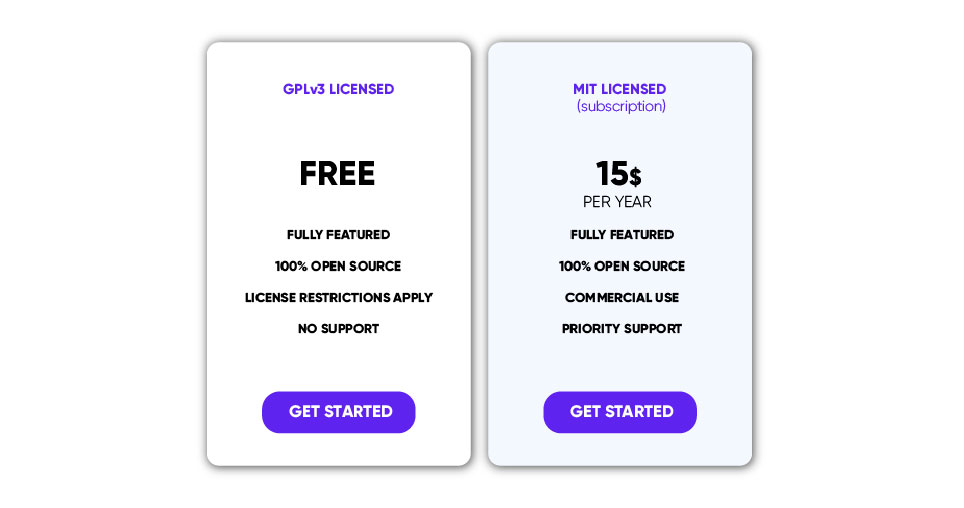 GPLv3 LICENSED
FREE
FULLY FEATURED
100% OPEN SOURCE
LICENSE RESTRICTIONS APPLY
NO SUPPORT
GET STARTED
MIT LICENSED
(subscription)
15$
PER YEAR
FULLY FEATURED
100% OPEN SOURCE
COMMERCIAL USE
PRIORITY SUPPORT
GET STARTED